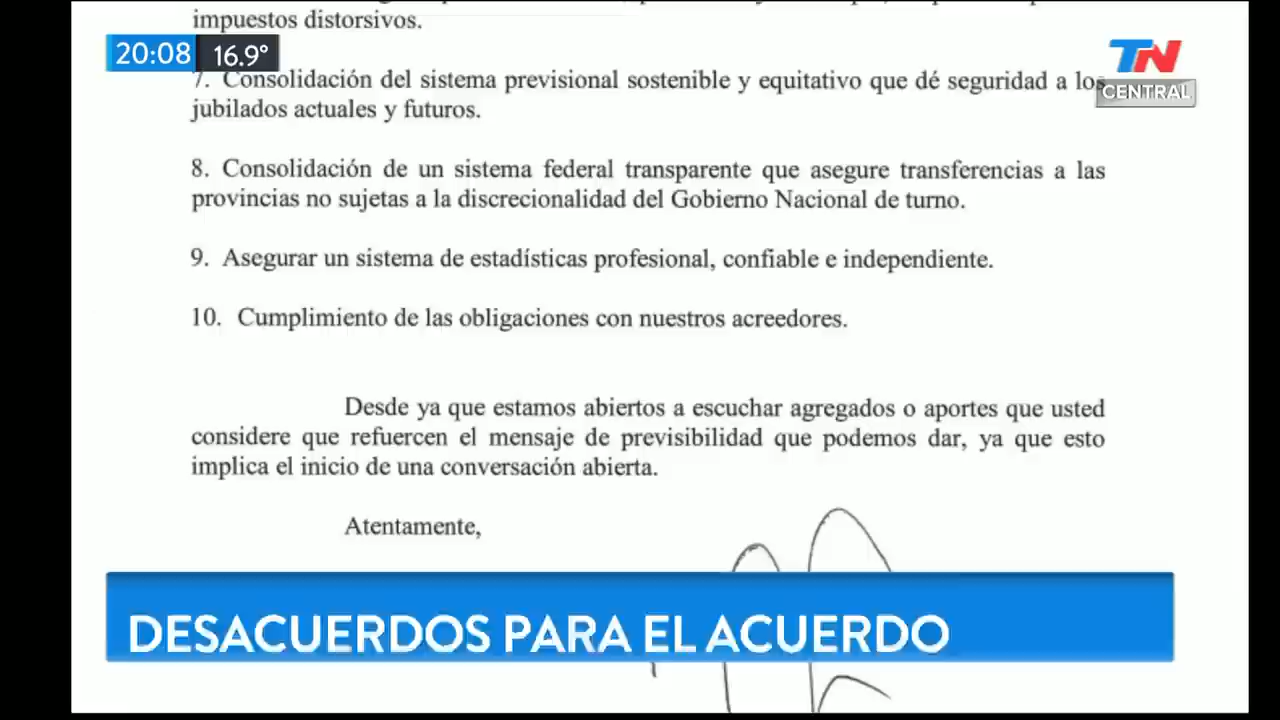 impuestos distorsivos.
20:08 16.9°
TN
CENTRAL
7. Consolidación del sistema previsional sostenible y equitativo que dé seguridad a los
jubilados actuales y futuros.
8. Consolidación de un sistema federal transparente que asegure transferencias a las
provincias no sujetas a la discrecionalidad del Gobierno Nacional de turno.
9. Asegurar un sistema de estadísticas profesional, confiable e independiente.
10. Cumplimiento de las obligaciones con nuestros acreedores.
Desde ya que estamos abiertos a escuchar agregados o aportes que usted
considere que refuercen el mensaje de previsibilidad que podemos dar, ya que esto
implica el inicio de una conversación abierta.
Atentamente,
DESACUERDOS PARA EL ACUERDO